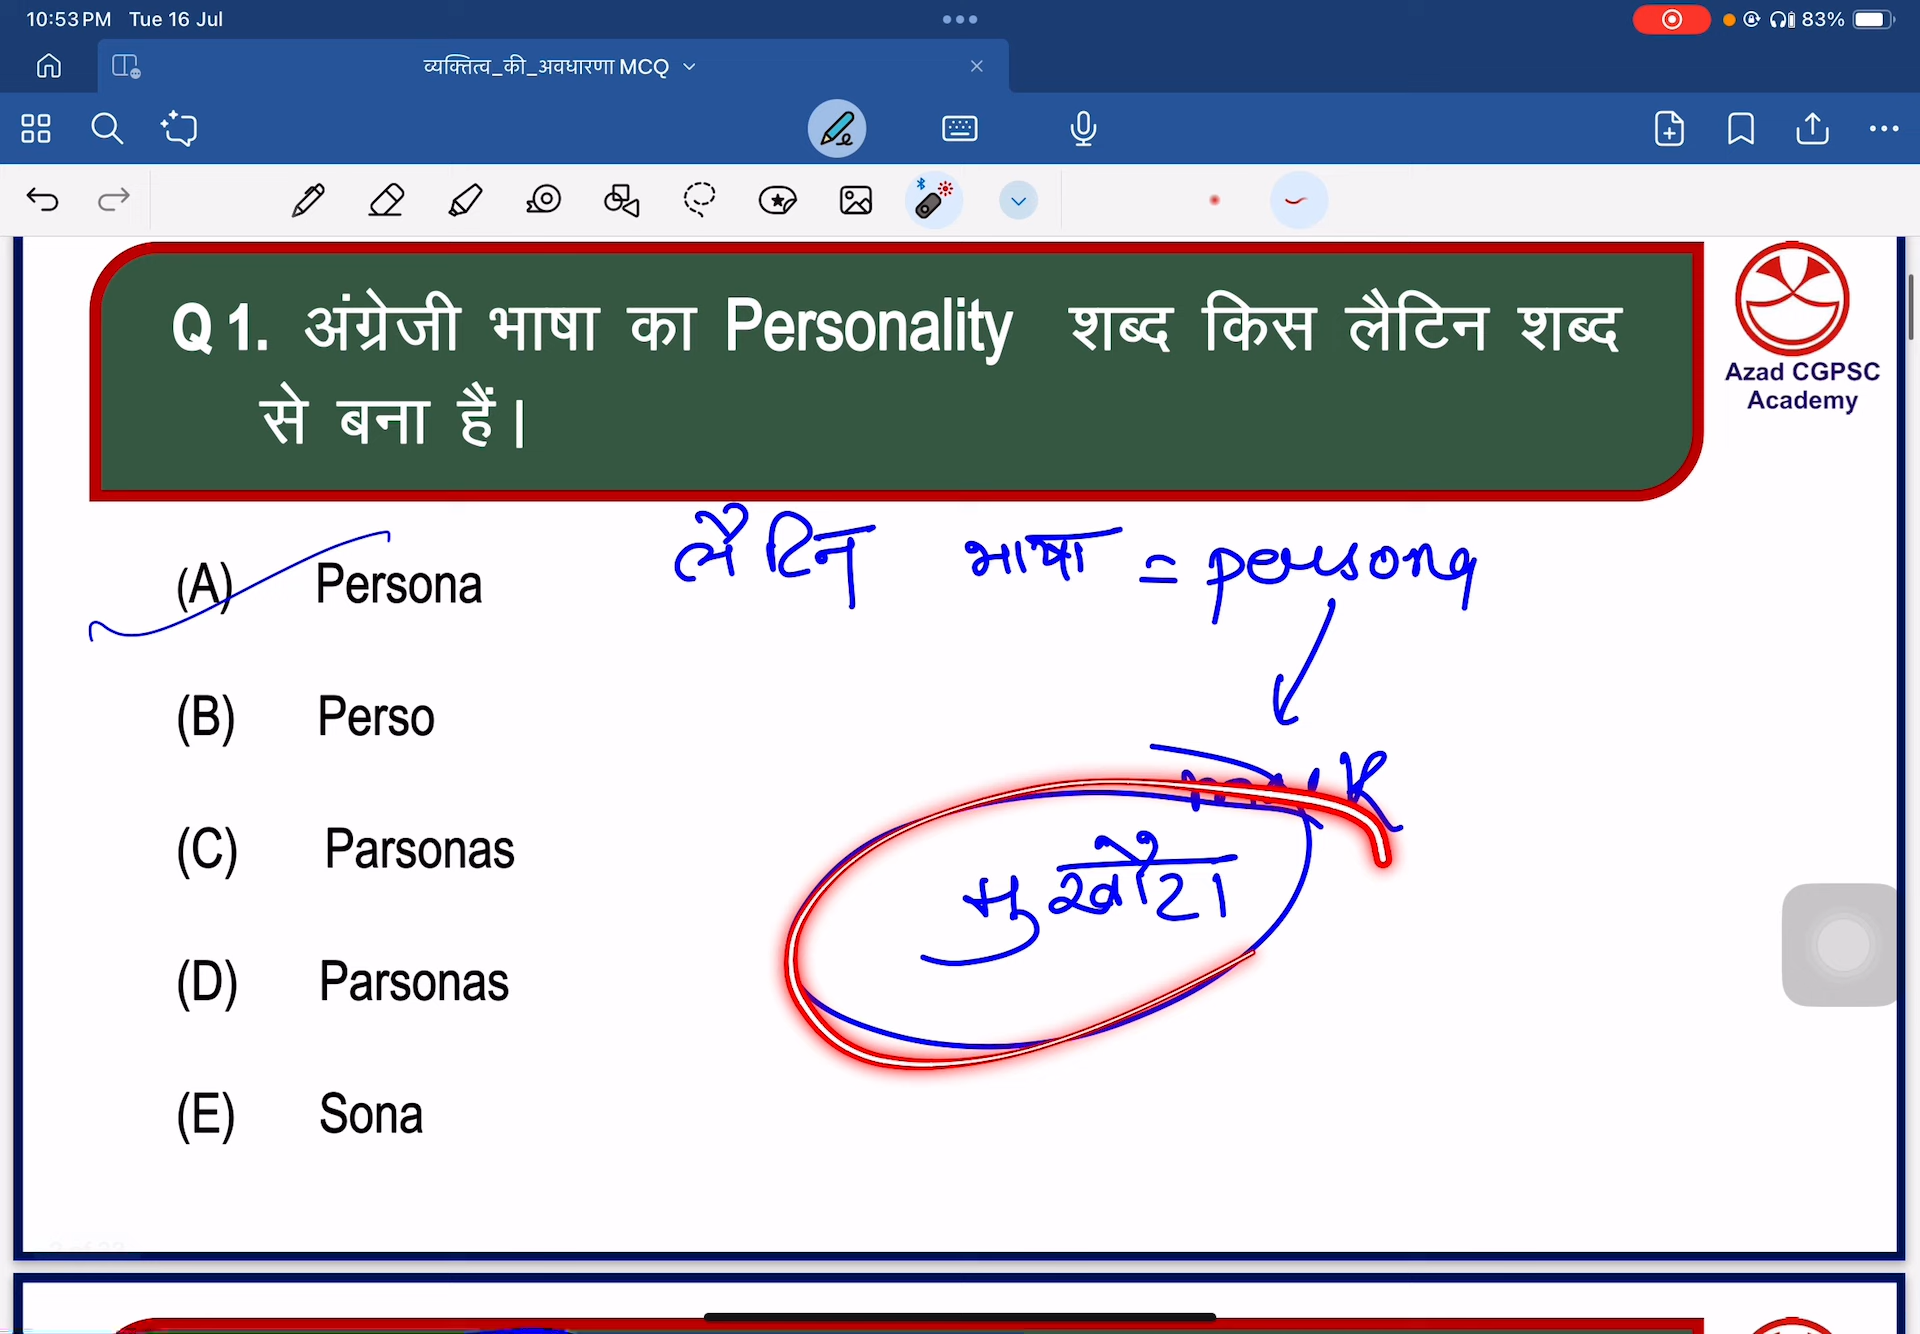 10:53 PM Tue 16 Jul
83%
व्यक्तित्व_की_अवधारणा MCQ
Q 1. अंग्रेजी भाषा का Personality शब्द किस लैटिन शब्द
से बना हैं।
Azad CGPSC
Academy
लैटिन भाषा = persona
(A) Persona
(B) Perso
mask
मुखौटा
(C) Parsonas
(D) Parsonas
(E) Sona